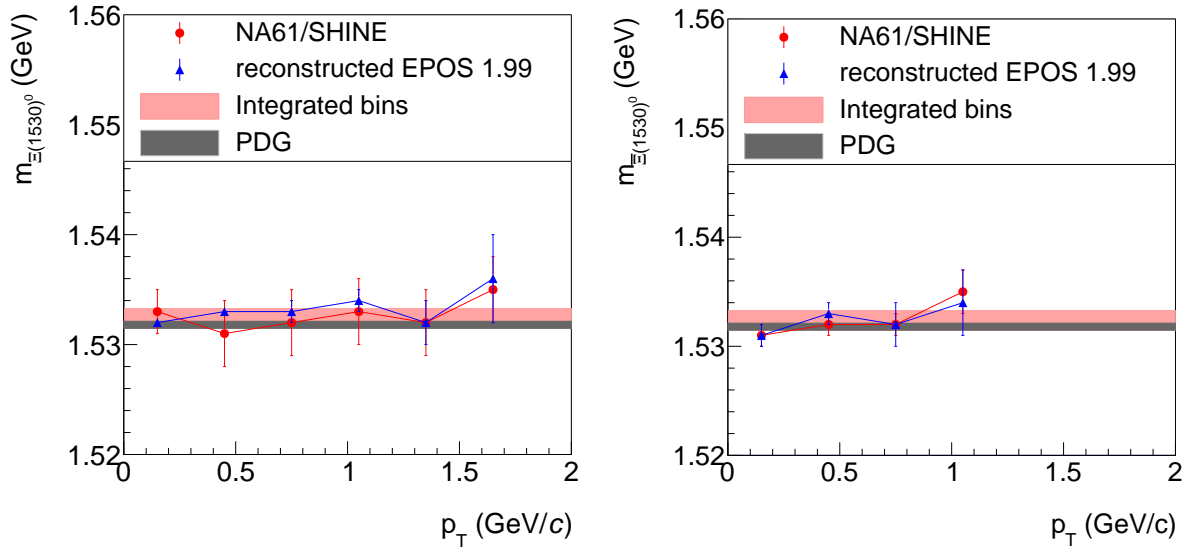 m_Ξ(1530)⁰ (GeV)
1.56
1.55
1.54
1.53
1.52
NA61/SHINE
reconstructed EPOS 1.99
Integrated bins
PDG
0 0.5 1 1.5 2
p_T (GeV/c)
m_Ξ̄(1530)⁰ (GeV)
1.56
1.55
1.54
1.53
1.52
NA61/SHINE
reconstructed EPOS 1.99
Integrated bins
PDG
0 0.5 1 1.5 2
p_T (GeV/c)